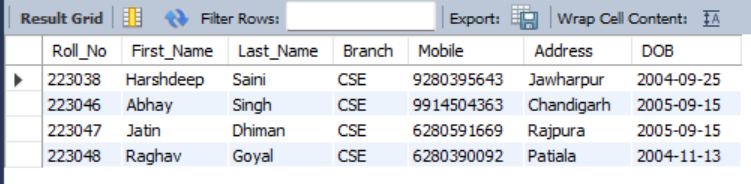 Result Grid Filter Rows: Export: Wrap Cell Content: IA
Roll_No First_Name Last_Name Branch Mobile Address DOB
223038 Harshdeep Saini CSE 9280395643 Jawharpur 2004-09-25
223046 Abhay Singh CSE 9914504363 Chandigarh 2005-09-15
223047 Jatin Dhiman CSE 6280591669 Rajpura 2005-09-15
223048 Raghav Goyal CSE 6280390092 Patiala 2004-11-13